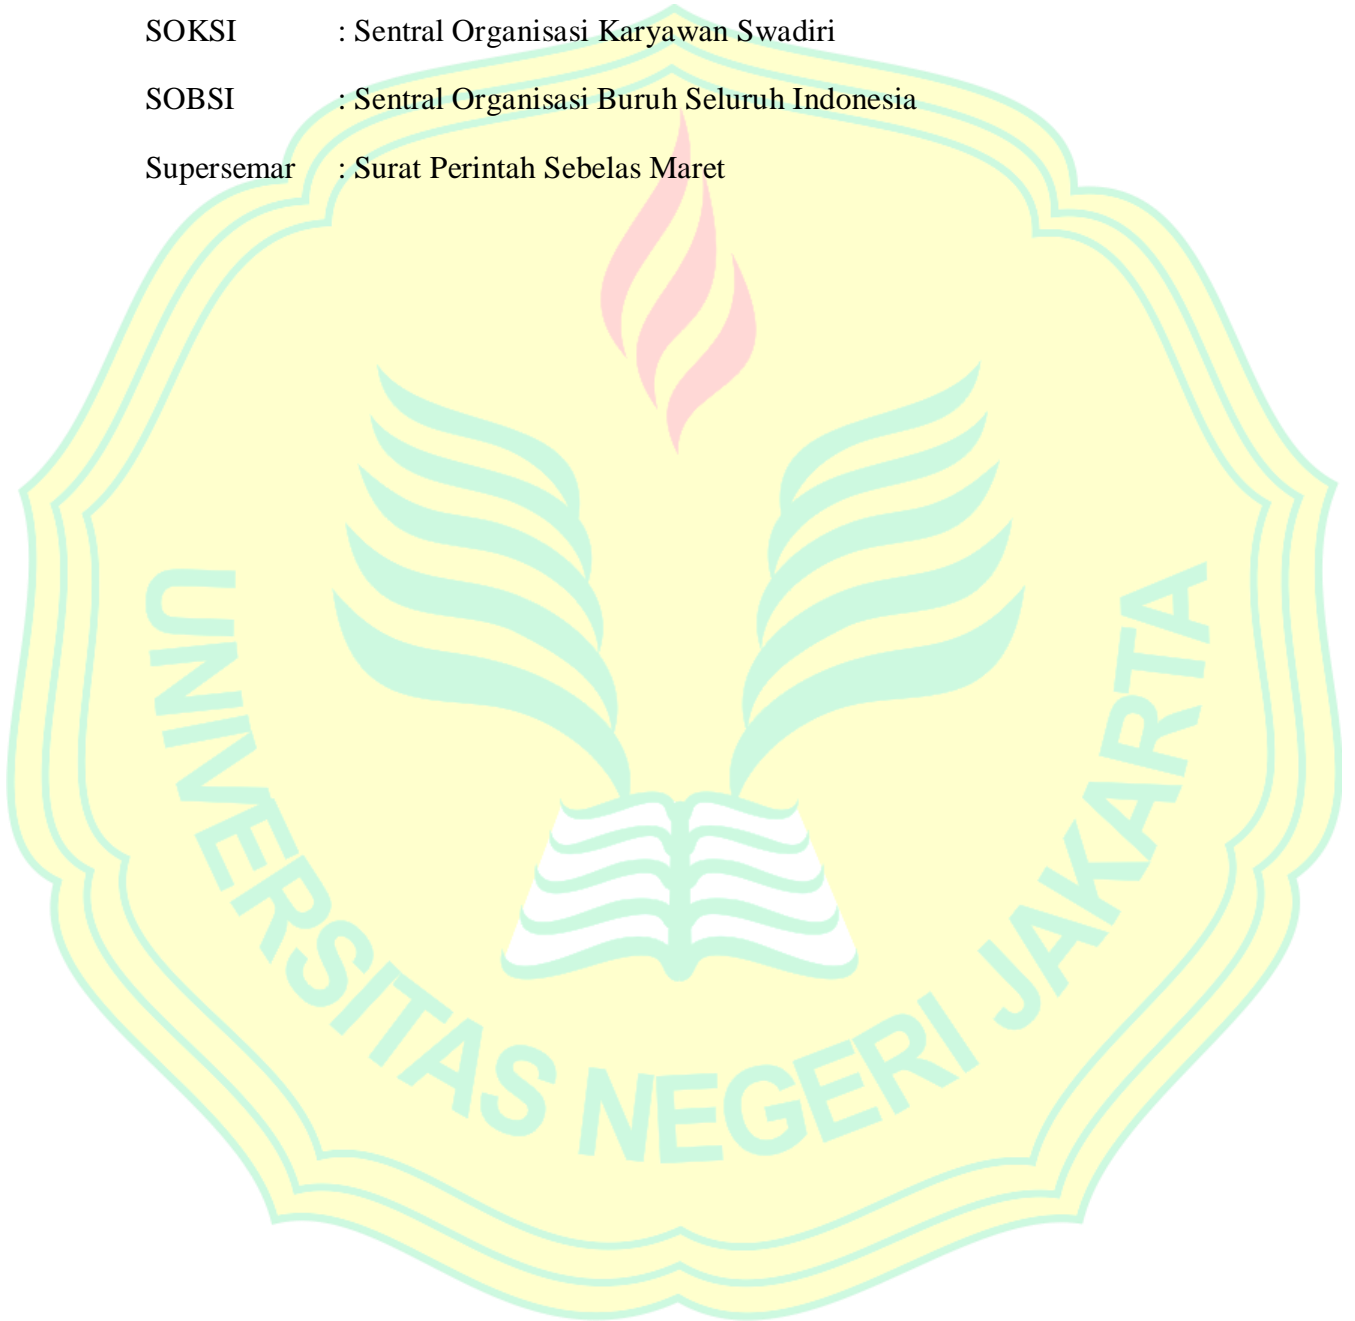 SOKSI : Sentral Organisasi Karyawan Swadiri
SOBSI : Sentral Organisasi Buruh Seluruh Indonesia
Supersemar : Surat Perintah Sebelas Maret
UNIVERSITAS NEGERI JAKARTA